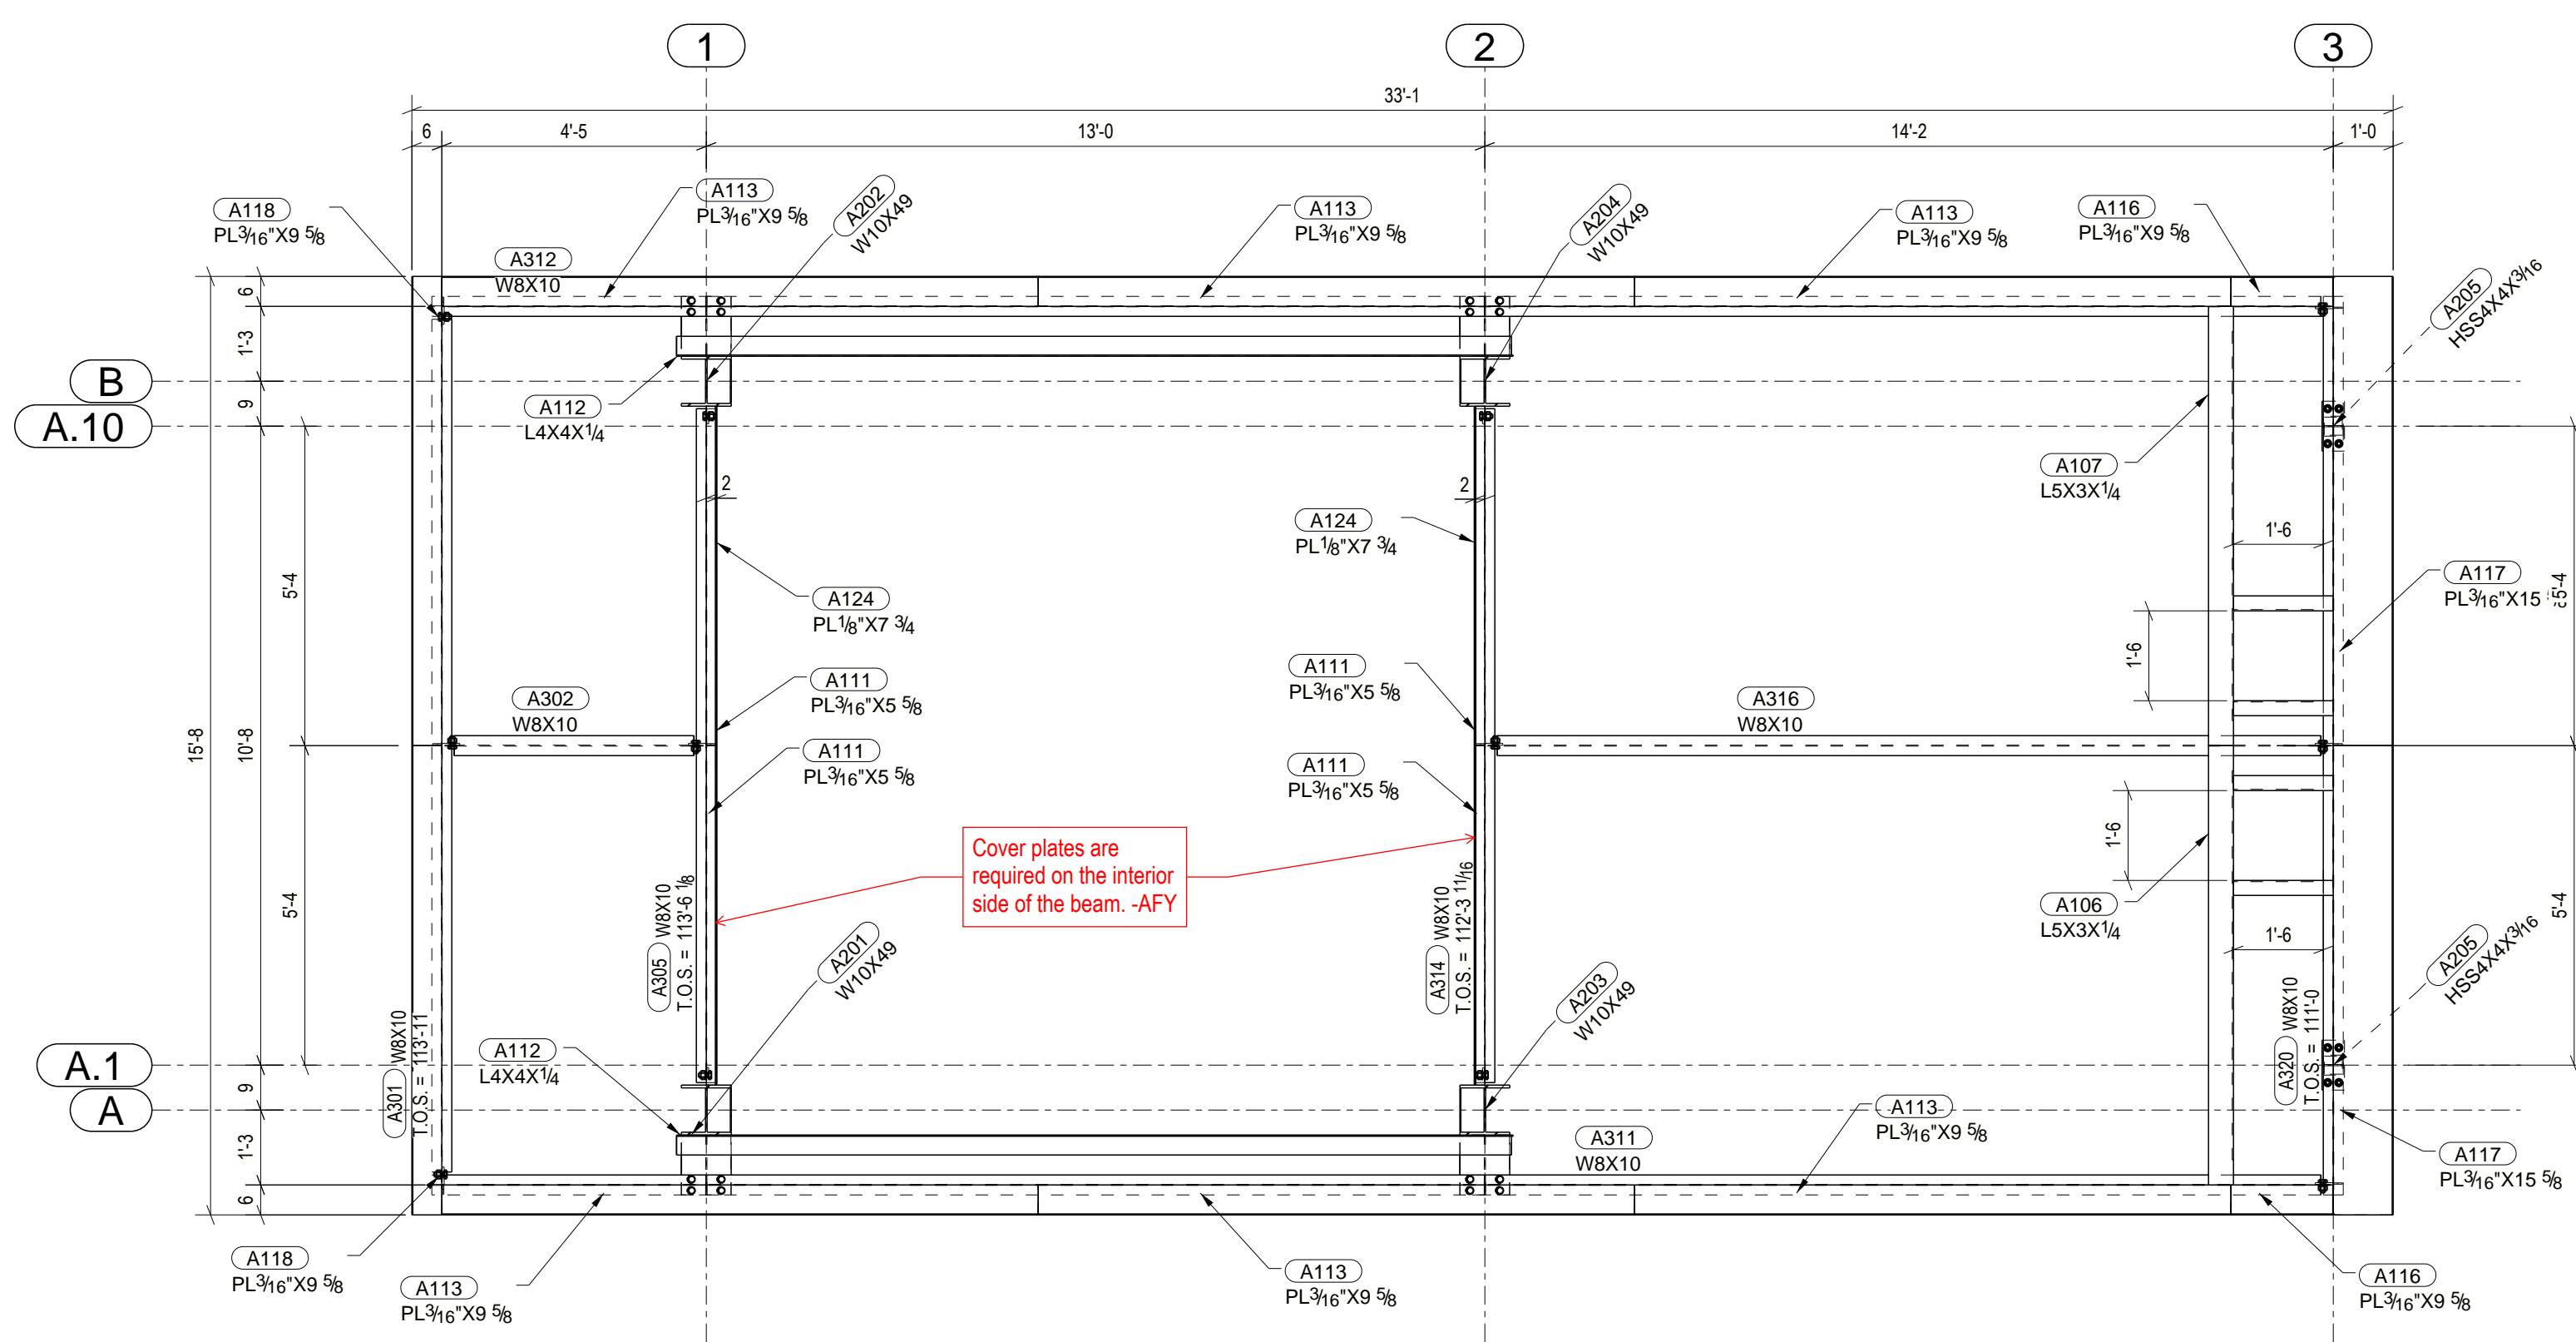 1
2
3
33'-1
6
4'-5
13'-0
14'-2
1'-0
A118
PL3/16"X9 5/8
A113
PL3/16"X9 5/8
A202
W10X49
A113
PL3/16"X9 5/8
A204
W10X49
A113
PL3/16"X9 5/8
A116
PL3/16"X9 5/8
A205
HSS4X4X3/16
A312
W8X10
6
1'-3
B
9
A.10
A112
L4X4X1/4
A107
L5X3X1/4
2
2
A124
PL1/8"X7 3/4
A124
PL1/8"X7 3/4
1'-6
A117
PL3/16"X15
5'-4
5'-4
1'-6
A111
PL3/16"X5 5/8
A111
PL3/16"X5 5/8
A302
W8X10
A316
W8X10
15'-8
10'-8
A111
PL3/16"X5 5/8
A111
PL3/16"X5 5/8
1'-6
Cover plates are
required on the interior
side of the beam. -AFY
5'-4
5'-4
A106
L5X3X1/4
1'-6
A305 W8X10
T.O.S. = 113'-6 1/8
A314 W8X10
T.O.S. = 112'-3 11/16
A201
W10X49
A203
W10X49
A205
HSS4X4X3/16
A301 W8X10
T.O.S. = 113'-11
A320 W8X10
T.O.S. = 111'-0
A.1
9
A
A112
L4X4X1/4
1'-3
6
A311
W8X10
A113
PL3/16"X9 5/8
A117
PL3/16"X15 5/8
A118
PL3/16"X9 5/8
A113
PL3/16"X9 5/8
A113
PL3/16"X9 5/8
A116
PL3/16"X9 5/8